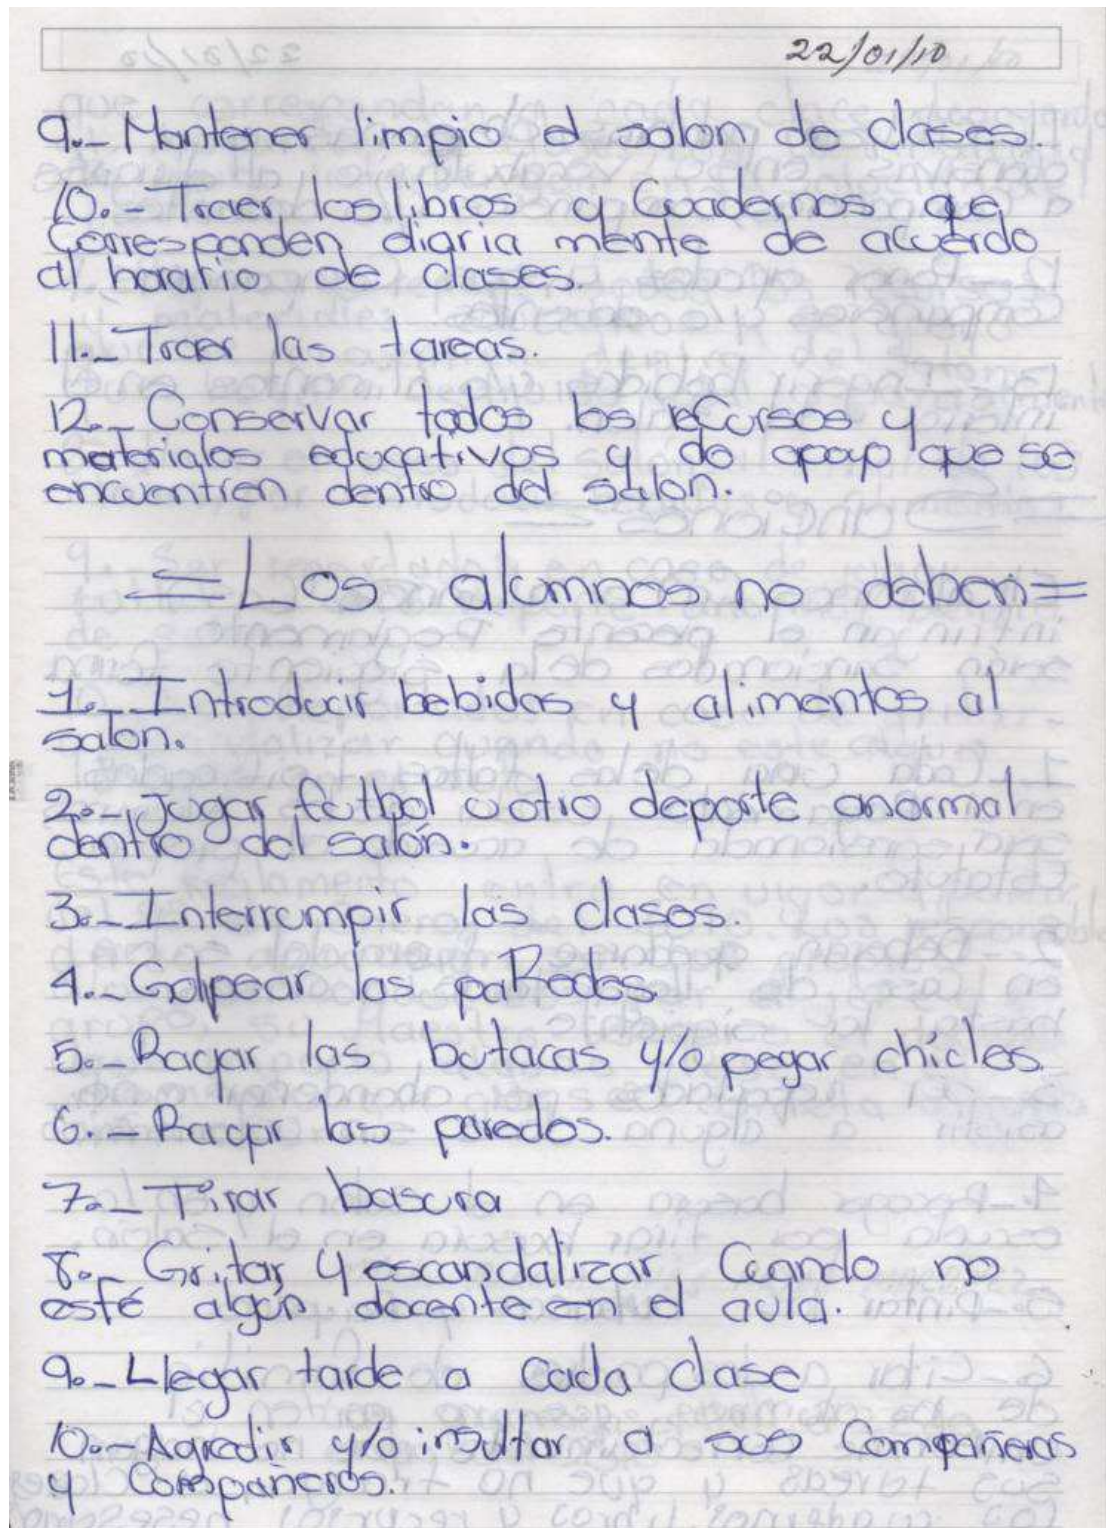 22/01/10
9.- Mantener limpio el salon de clases.
10.- Traer los libros y Cuadernos que
Corresponden diaria mente de acuerdo
al horario de clases.
11.- Traer las tareas.
12.- Conservar todos los reCursos y
materiales educativos y de apoyo que se
encuentren dentro del salon.
= Los alumnos no deben =
1.- Introducir bebidas y alimentos al
salon.
2.- Jugar futbol u otro deporte anormal
dentro del salón.
3.- Interrumpir las clases.
4.- Golpear las paRedes.
5.- Rayar las butacas y/o pegar chícles.
6.- Rayar las paredes.
7.- Tirar basura
8.- Gritar y escandalizar, Cuando no
esté algún docente en el aula.
9.- Llegar tarde a cada clase
10.- Agredir y/o insultar a sus Compañeras
y Compañeros.